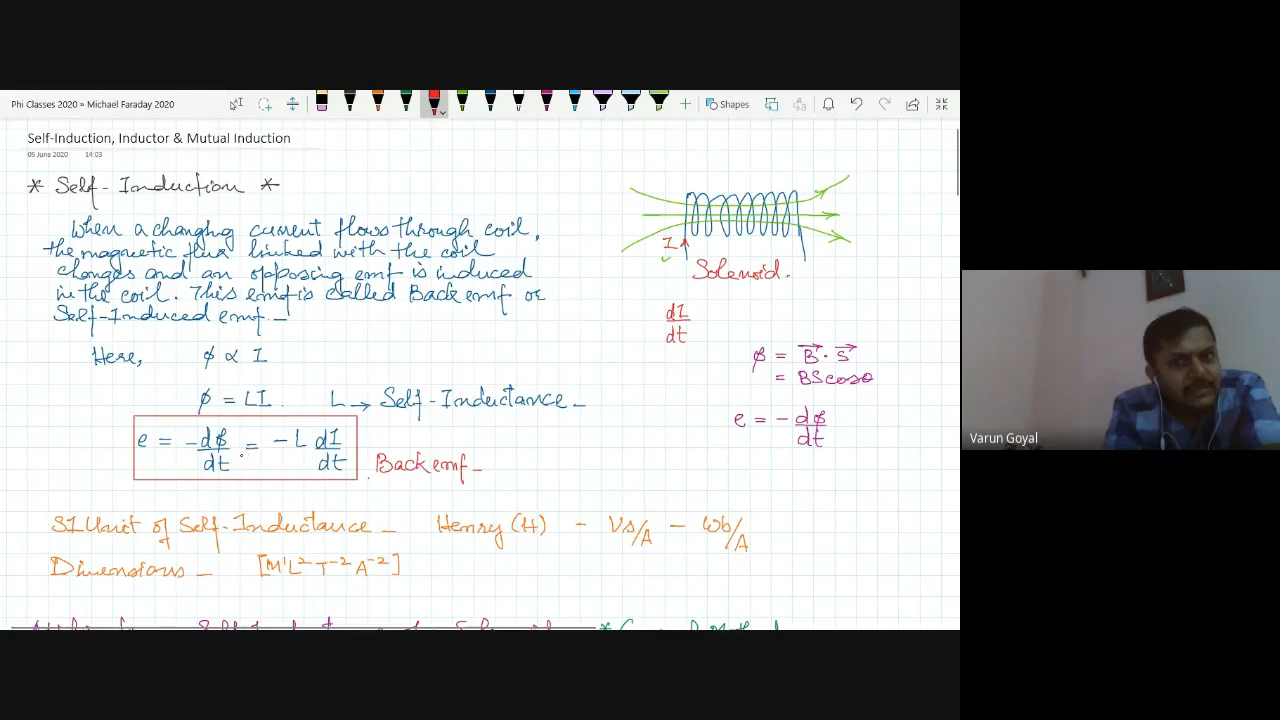 Phi Classes 2020 » Michael Faraday 2020
Shapes
Self-Induction, Inductor & Mutual Induction
05 June 2020 14:03
* Self-Induction *
When a changing current flows through coil,
the magnetic flux linked with the coil
changes and an opposing emf is induced
in the coil. This emf is called Back emf or
Self-Induced emf.
Here, φ ∝ I
φ = LI. L → Self-Inductance
e = -dφ/dt = -L dI/dt
Back emf
I
Solenoid.
dI/dt
φ = B⃗ · S⃗
= BS cosθ
e = -dφ/dt
SI Unit of Self-Inductance - Henry (H) - Vs/A - Wb/A
Dimensions - [M¹L²T⁻²A⁻²]
Varun Goyal